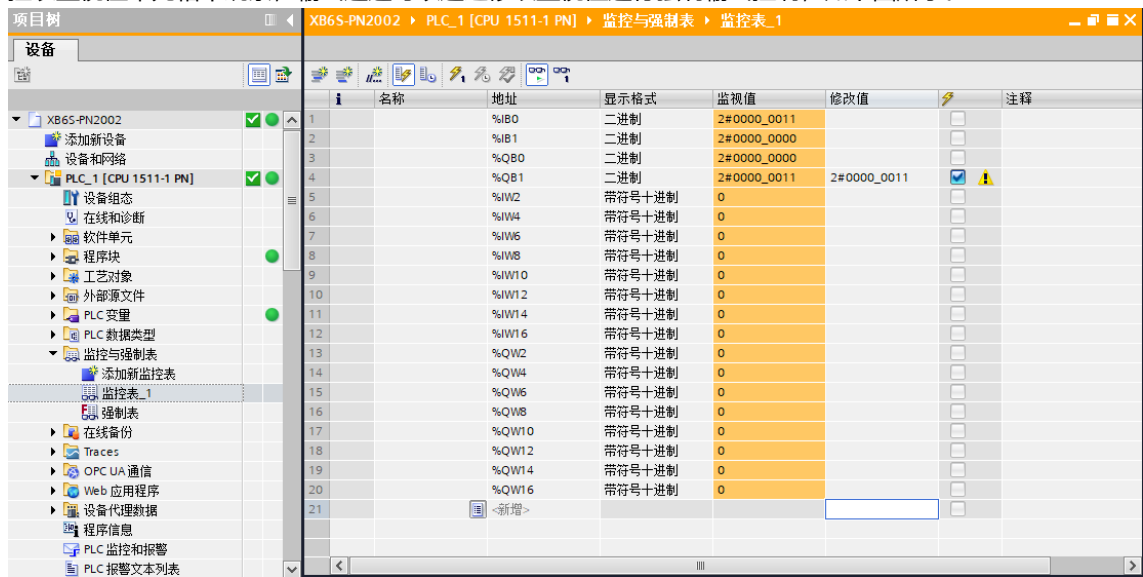 项目树
XB6S-PN2002 ▸ PLC_1 [CPU 1511-1 PN] ▸ 监控与强制表 ▸ 监控表_1
设备
i 名称 地址 显示格式 监视值 修改值 注释
1 %IB0 二进制 2#0000_0011
2 %IB1 二进制 2#0000_0000
3 %QB0 二进制 2#0000_0000
4 %QB1 二进制 2#0000_0011 2#0000_0011
5 %IW2 带符号十进制 0
6 %IW4 带符号十进制 0
7 %IW6 带符号十进制 0
8 %IW8 带符号十进制 0
9 %IW10 带符号十进制 0
10 %IW12 带符号十进制 0
11 %IW14 带符号十进制 0
12 %IW16 带符号十进制 0
13 %QW2 带符号十进制 0
14 %QW4 带符号十进制 0
15 %QW6 带符号十进制 0
16 %QW8 带符号十进制 0
17 %QW10 带符号十进制 0
18 %QW12 带符号十进制 0
19 %QW14 带符号十进制 0
20 %QW16 带符号十进制 0
21 <新增>
XB6S-PN2002
添加新设备
设备和网络
PLC_1 [CPU 1511-1 PN]
设备组态
在线和诊断
软件单元
程序块
工艺对象
外部源文件
PLC 变量
PLC 数据类型
监控与强制表
添加新监控表
监控表_1
强制表
在线备份
Traces
OPC UA 通信
Web 应用程序
设备代理数据
程序信息
PLC 监控和报警
PLC 报警文本列表